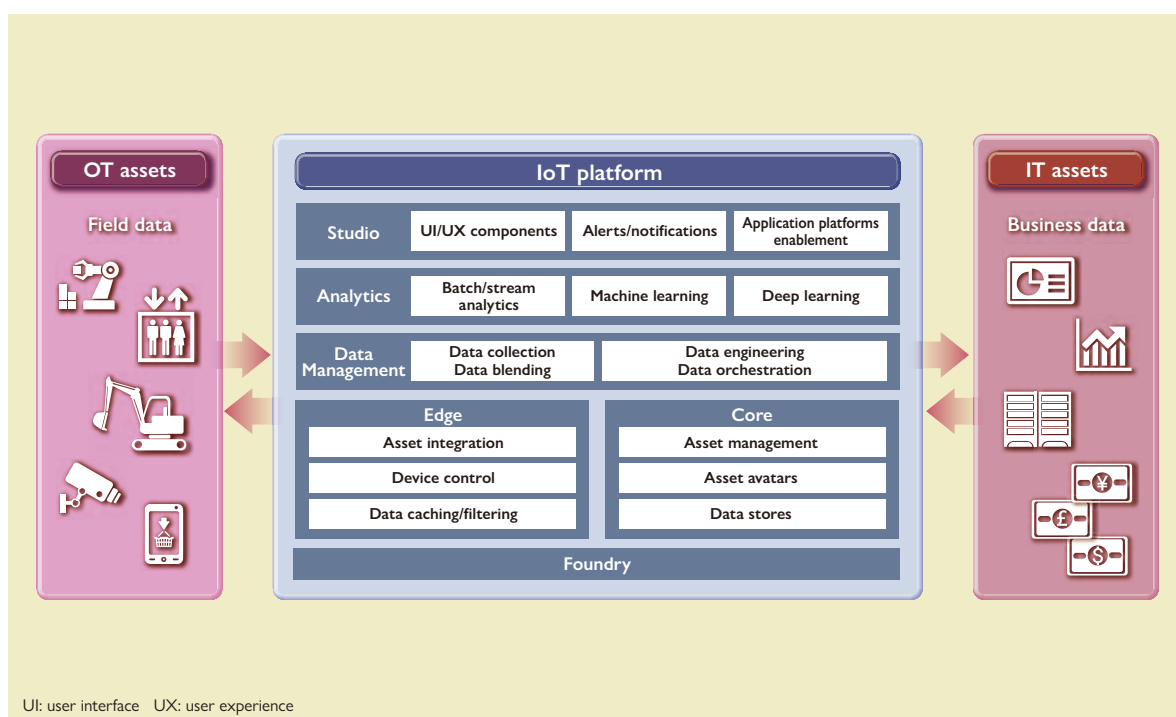 OT assets
Field data
IoT platform
Studio
UI/UX components
Alerts/notifications
Application platforms
enablement
Analytics
Batch/stream
analytics
Machine learning
Deep learning
Data
Management
Data collection
Data blending
Data engineering
Data orchestration
Edge
Asset integration
Device control
Data caching/filtering
Core
Asset management
Asset avatars
Data stores
Foundry
IT assets
Business data
¥
£
$
UI: user interface UX: user experience